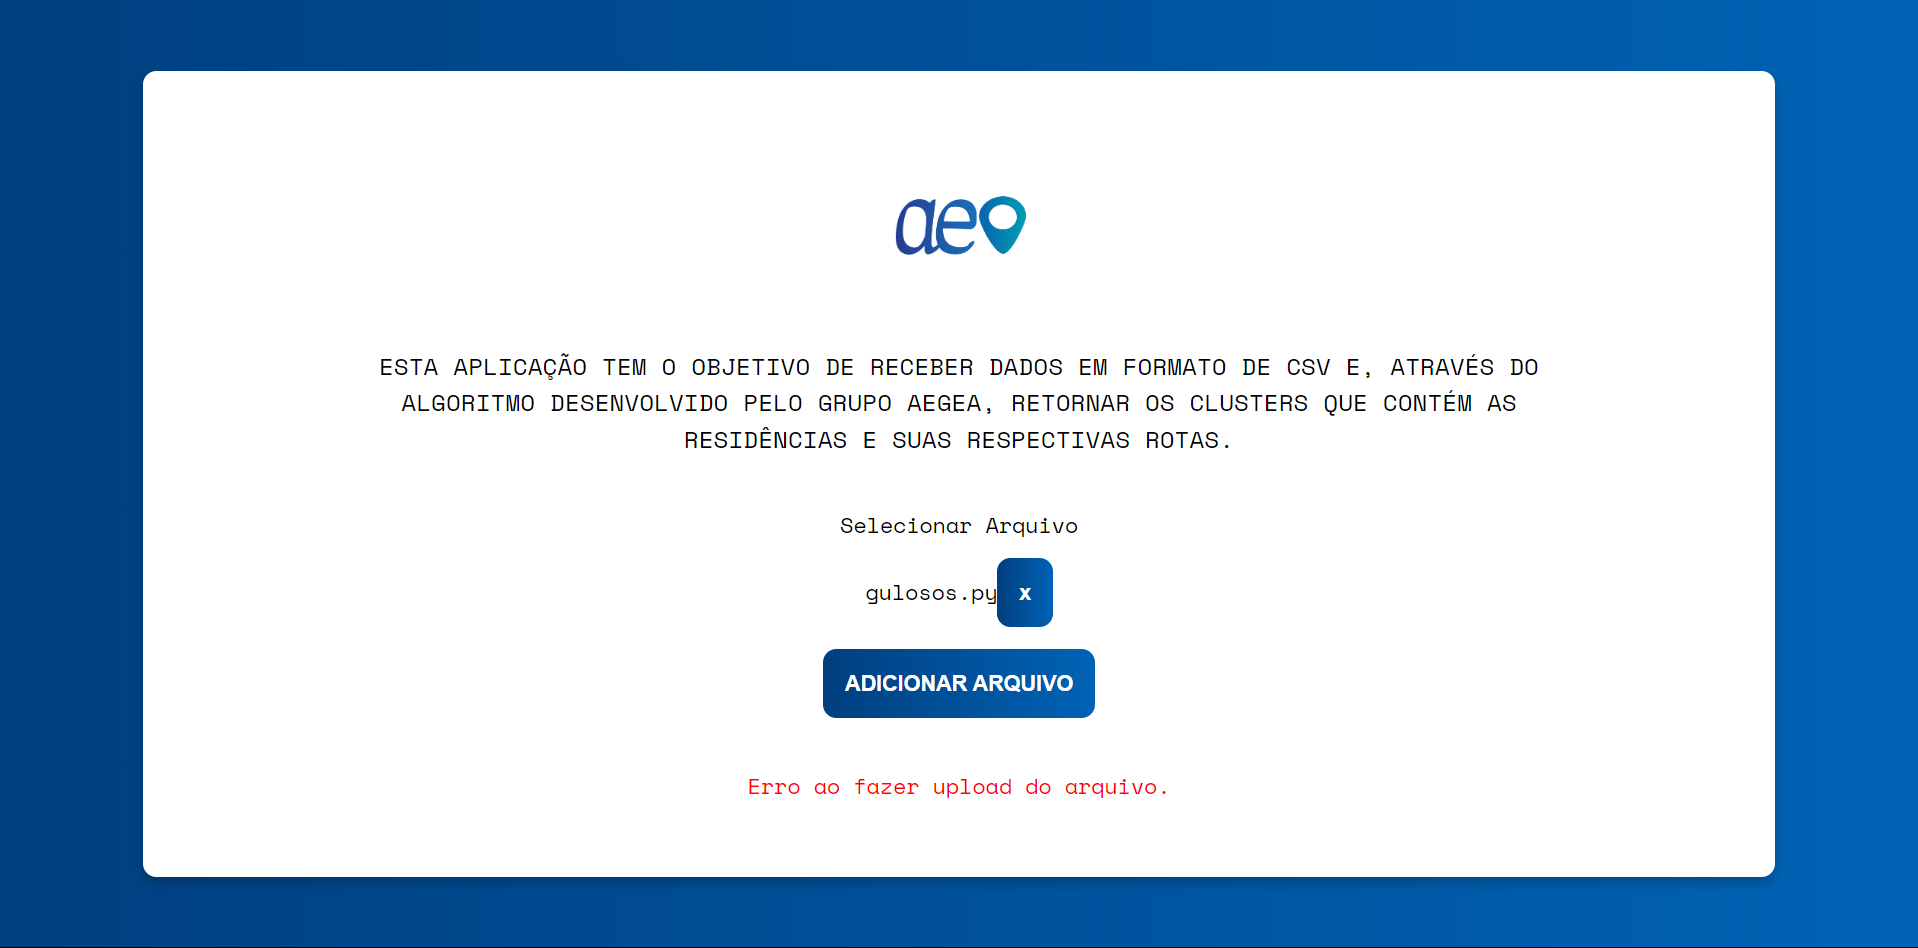 ae
ESTA APLICAÇÃO TEM O OBJETIVO DE RECEBER DADOS EM FORMATO DE CSV E, ATRAVÉS DO
ALGORITMO DESENVOLVIDO PELO GRUPO AEGEA, RETORNAR OS CLUSTERS QUE CONTÉM AS
RESIDÊNCIAS E SUAS RESPECTIVAS ROTAS.
Selecionar Arquivo
gulosos.py x
ADICIONAR ARQUIVO
Erro ao fazer upload do arquivo.